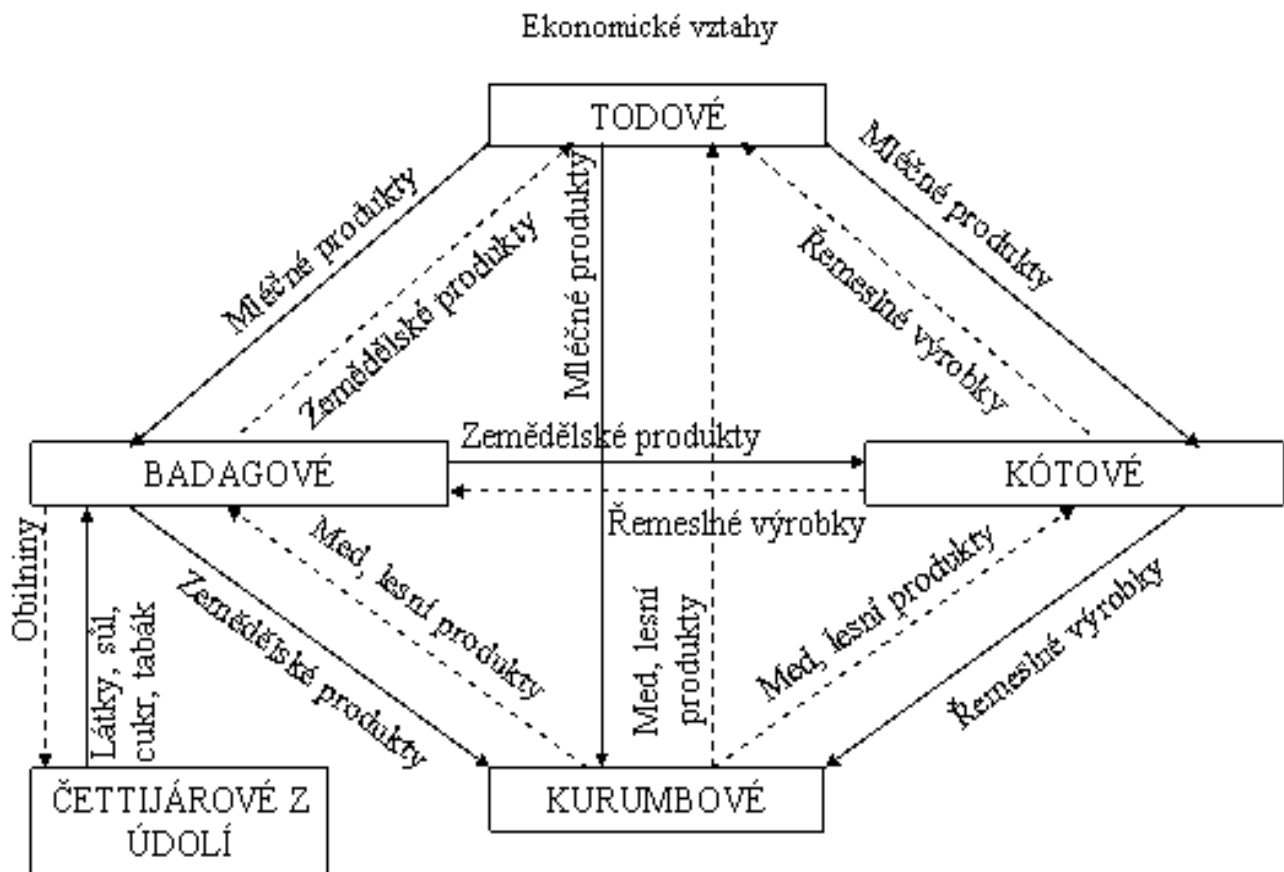 Ekonomické vztahy
TODOVÉ
Mléčné produkty
Zemědělské produkty
Mléčné produkty
Řemeslné výrobky
Mléčné produkty
BADAGOVÉ
Zemědělské produkty
Řemeslné výrobky
KÓTOVÉ
Obilniny
Látky, sůl,
cukr, tabák
Zemědělské produkty
Med, lesní produkty
Med, lesní
produkty
Med, lesní produkty
Řemeslné výrobky
ČETTIJÁROVÉ Z
ÚDOLÍ
KURUMBOVÉ